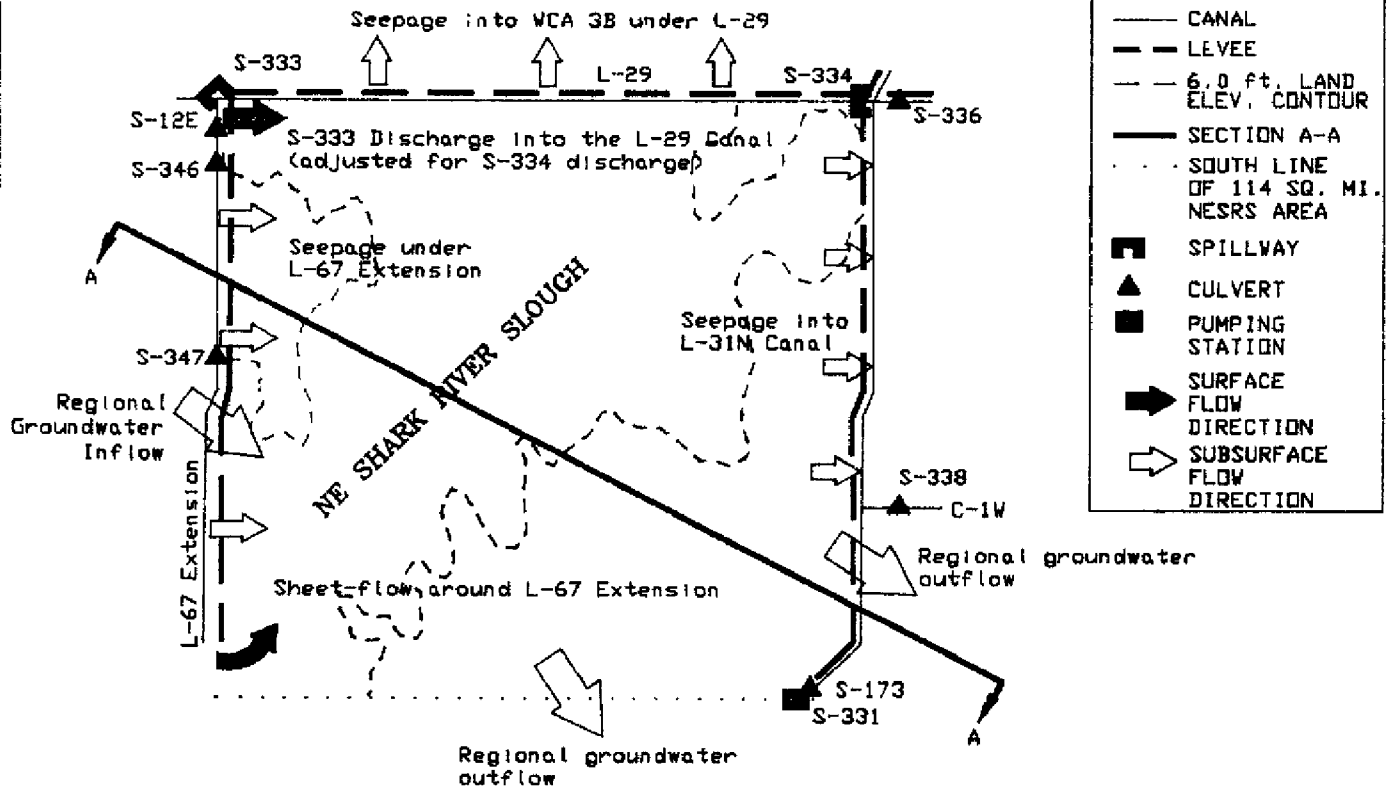 Seepage into WCA 3B under L-29
S-333
L-29
S-334
S-336
S-12E
S-333 Discharge into the L-29 Canal
(adjusted for S-334 discharge)
S-346
A
Seepage under
L-67 Extension
NE SHARK RIVER SLOUGH
Seepage into
L-31N Canal
S-347
Regional
Groundwater
Inflow
L-67 Extension
S-338
C-1W
Regional groundwater
outflow
Sheet-flow around L-67 Extension
S-173
S-331
A
Regional groundwater
outflow
CANAL
LEVEE
6.0 ft. LAND
ELEV. CONTOUR
SECTION A-A
SOUTH LINE
OF 114 SQ. MI.
NESRS AREA
SPILLWAY
CULVERT
PUMPING
STATION
SURFACE
FLOW
DIRECTION
SUBSURFACE
FLOW
DIRECTION